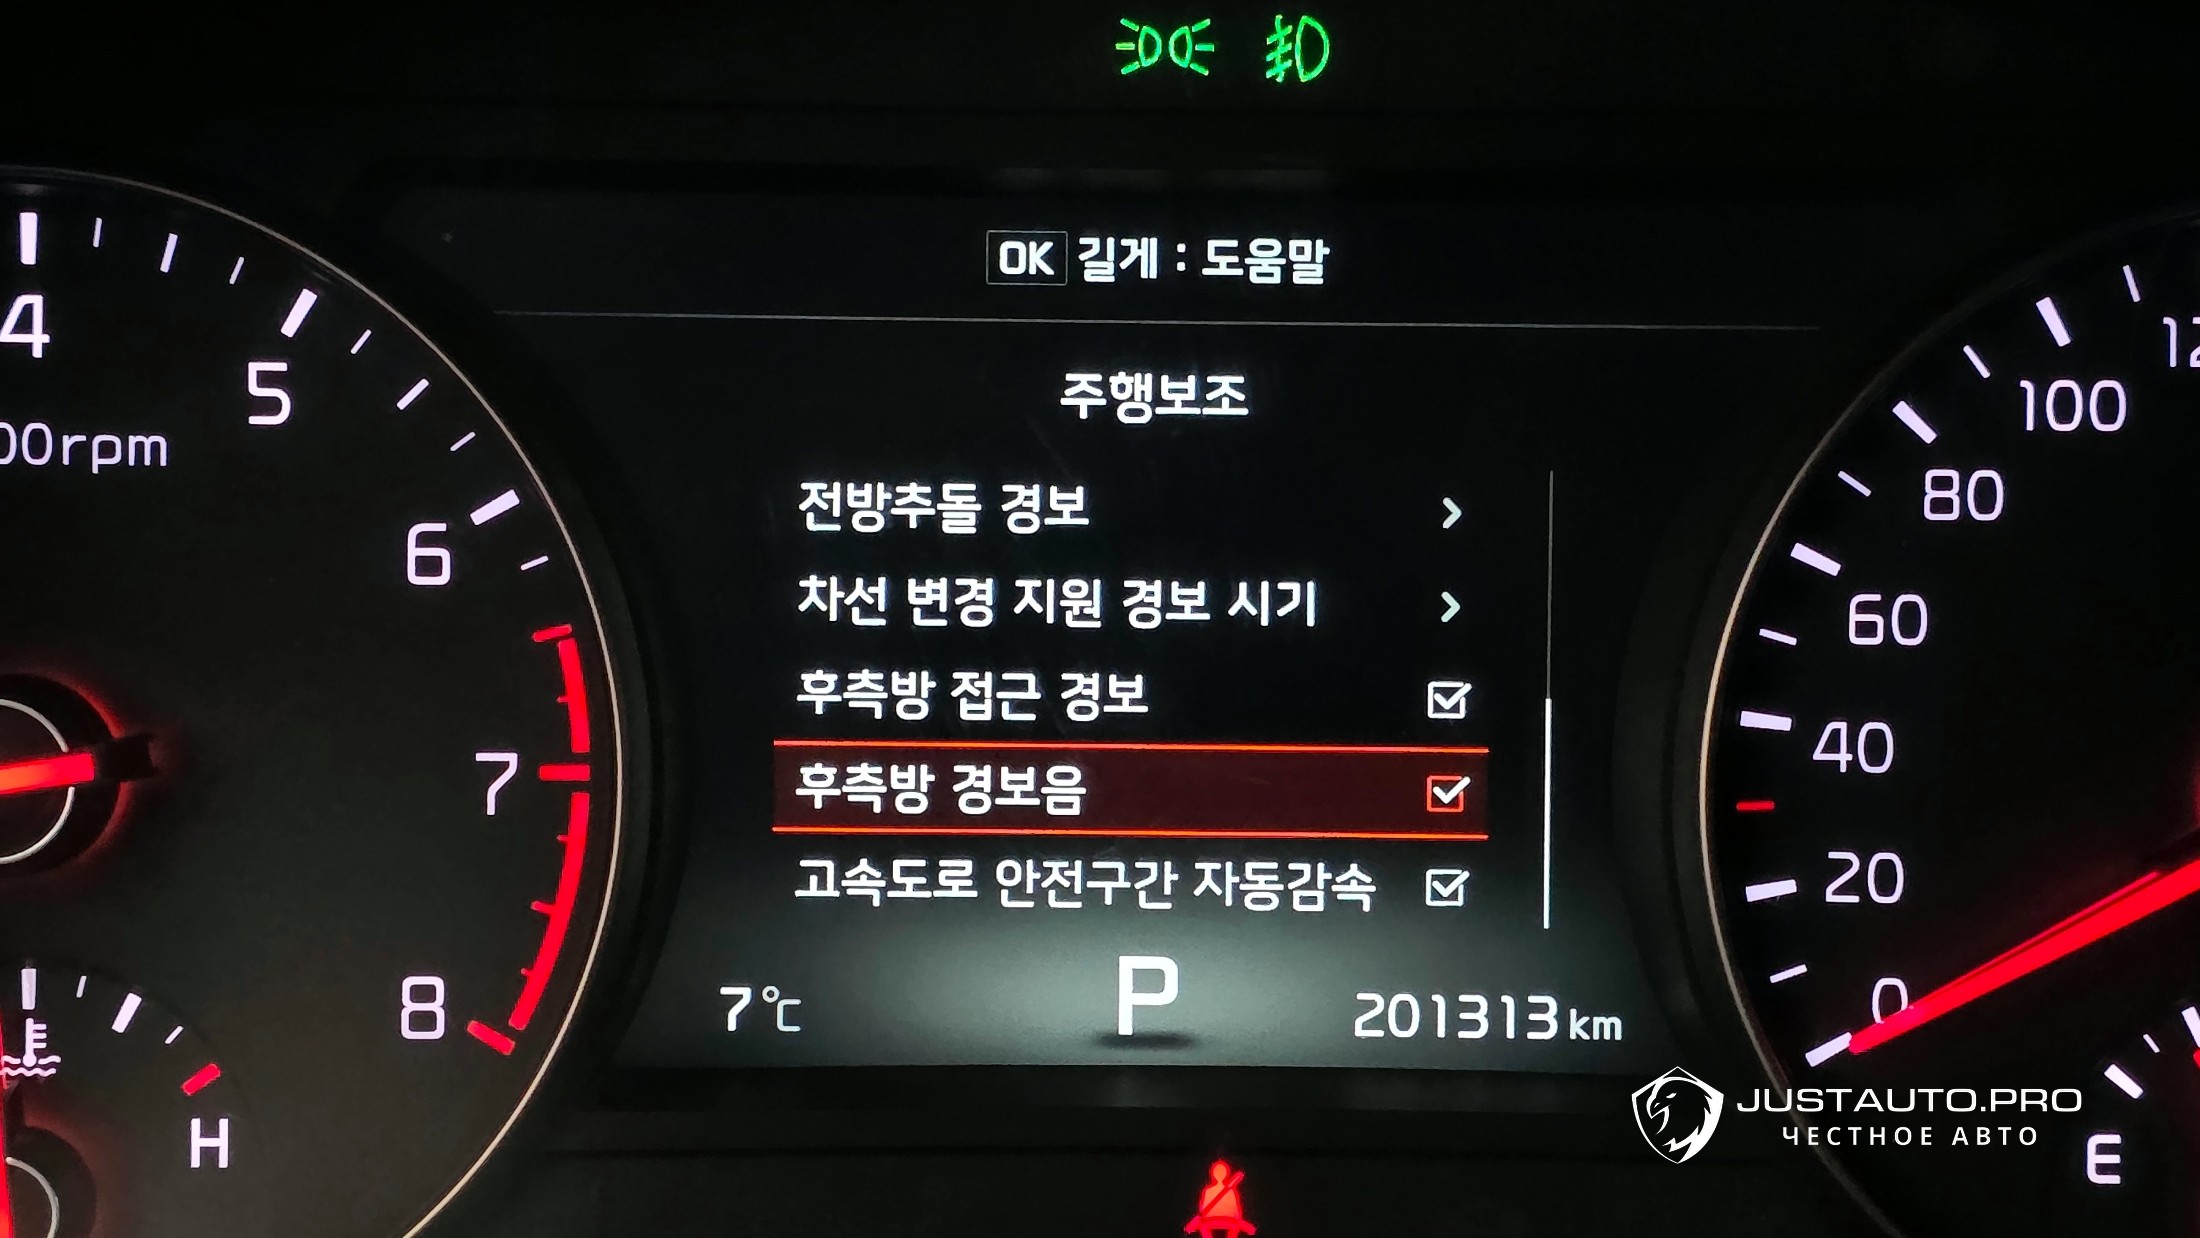 OK 길게 : 도움말
주행보조
전방추돌 경보
차선 변경 지원 경보 시기
후측방 접근 경보
후측방 경보음
고속도로 안전구간 자동감속
7℃
P
201313 km
4
5
6
7
8
00rpm
H
12
100
80
60
40
20
0
E
JUSTAUTO.PRO
ЧЕСТНОЕ АВТО